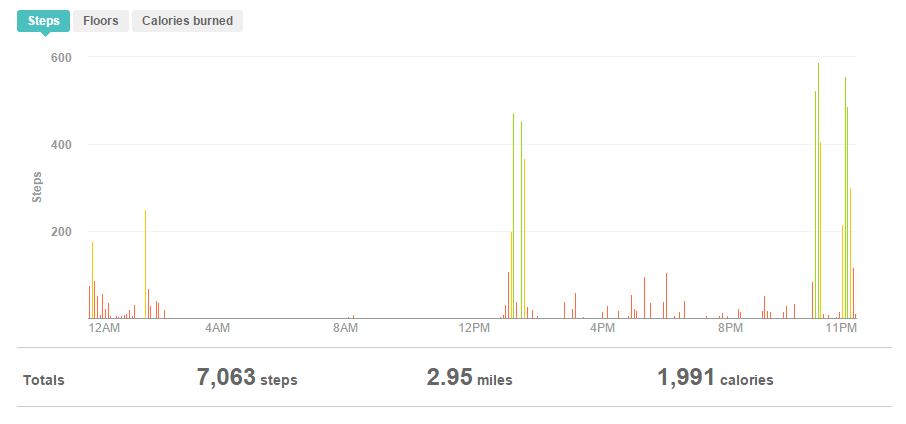 Steps Floors Calories burned
600
400
Steps
200
12AM 4AM 8AM 12PM 4PM 8PM 11PM
Totals 7,063 steps 2.95 miles 1,991 calories